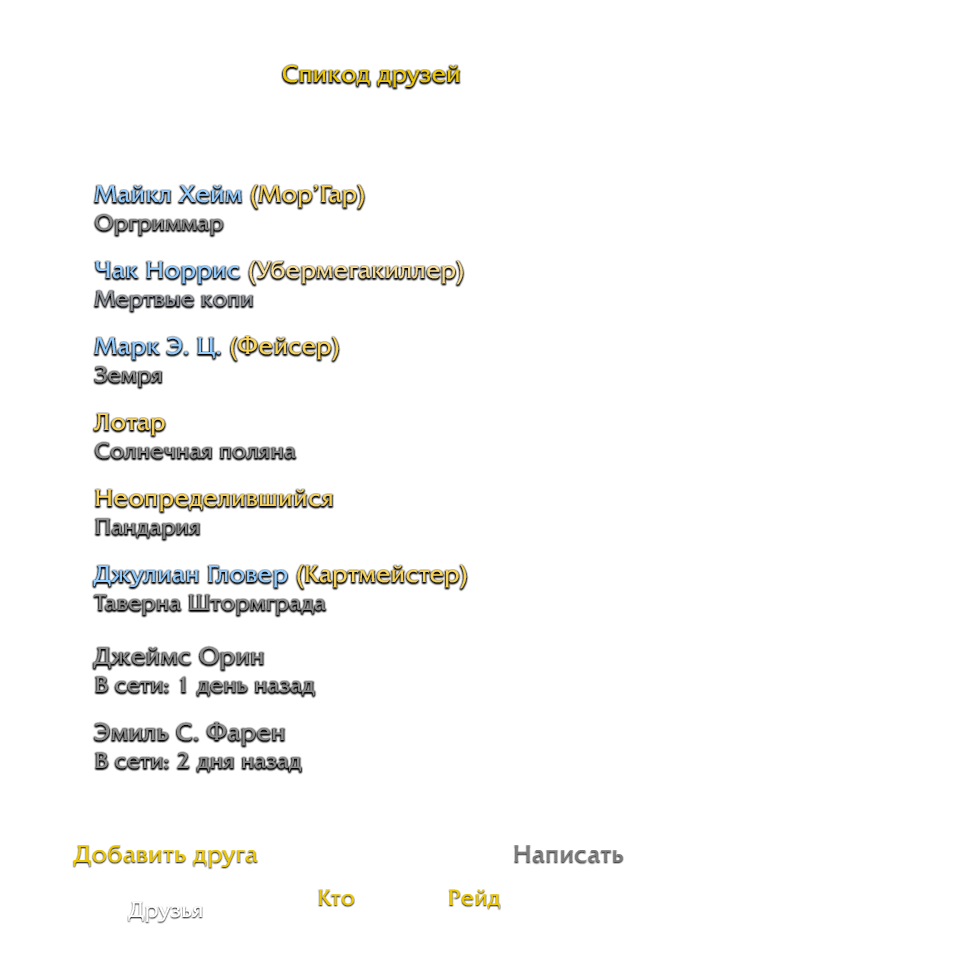 Спикод друзей
Майкл Хейм (Мор’Гар)
Оргриммар
Чак Норрис (Убермегакиллер)
Мертвые копи
Марк Э. Ц. (Фейсер)
Земря
Лотар
Солнечная поляна
Неопределившийся
Пандария
Джулиан Гловер (Картмейстер)
Таверна Штормграда
Джеймс Орин
В сети: 1 день назад
Эмиль С. Фарен
В сети: 2 дня назад
Добавить друга Написать
Друзья Кто Рейд